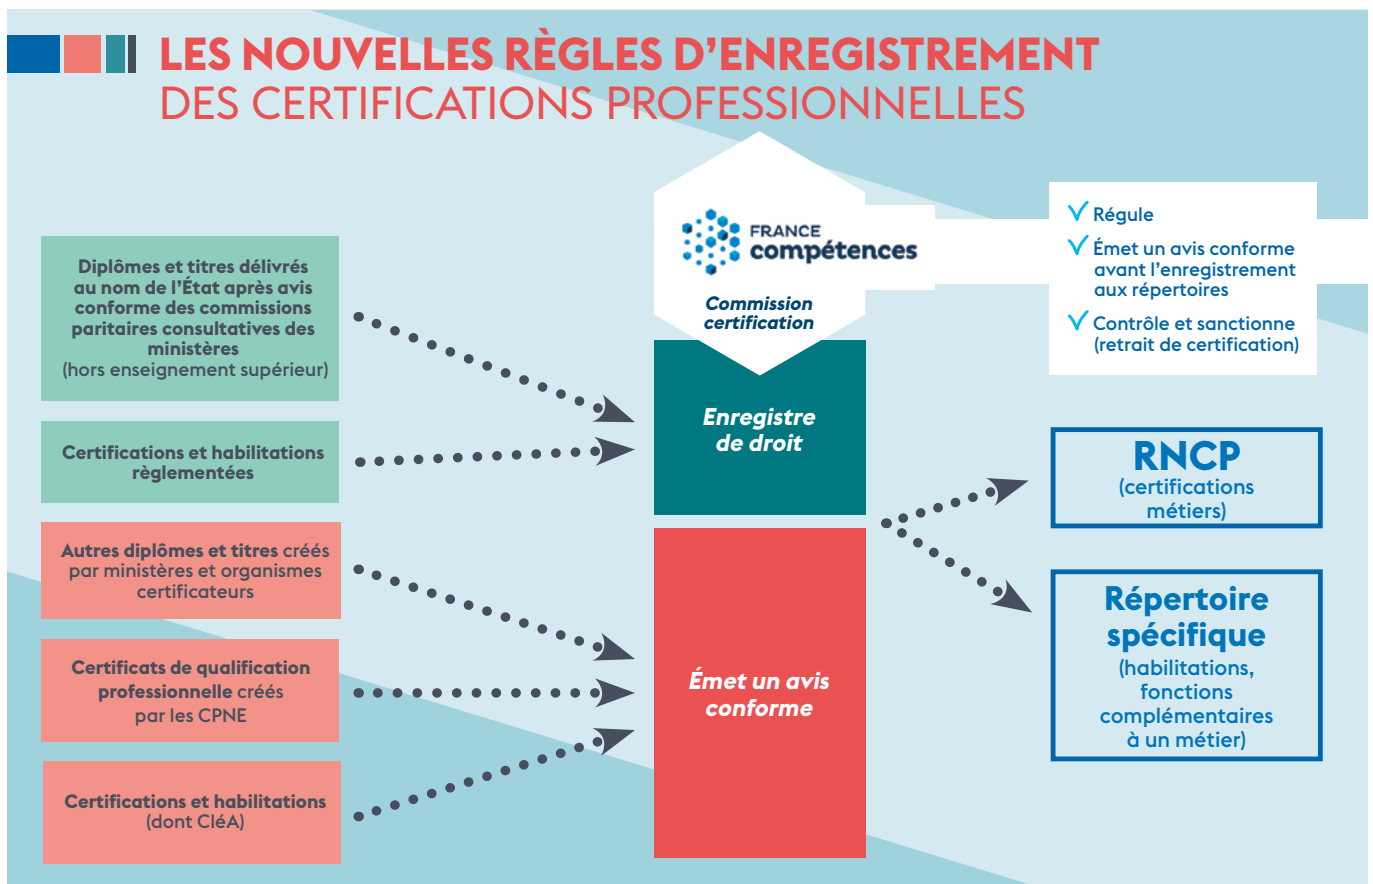 LES NOUVELLES RÈGLES D’ENREGISTREMENT
DES CERTIFICATIONS PROFESSIONNELLES
Diplômes et titres délivrés
au nom de l’État après avis
conforme des commissions
paritaires consultatives des
ministères
(hors enseignement supérieur)
Certifications et habilitations
règlementées
Autres diplômes et titres créés
par ministères et organismes
certificateurs
Certificats de qualification
professionnelle créés
par les CPNE
Certifications et habilitations
(dont CléA)
FRANCE
compétences
Commission
certification
Enregistre
de droit
Émet un avis
conforme
Régule
Émet un avis conforme
avant l’enregistrement
aux répertoires
Contrôle et sanctionne
(retrait de certification)
RNCP
(certifications
métiers)
Répertoire
spécifique
(habilitations,
fonctions
complémentaires
à un métier)